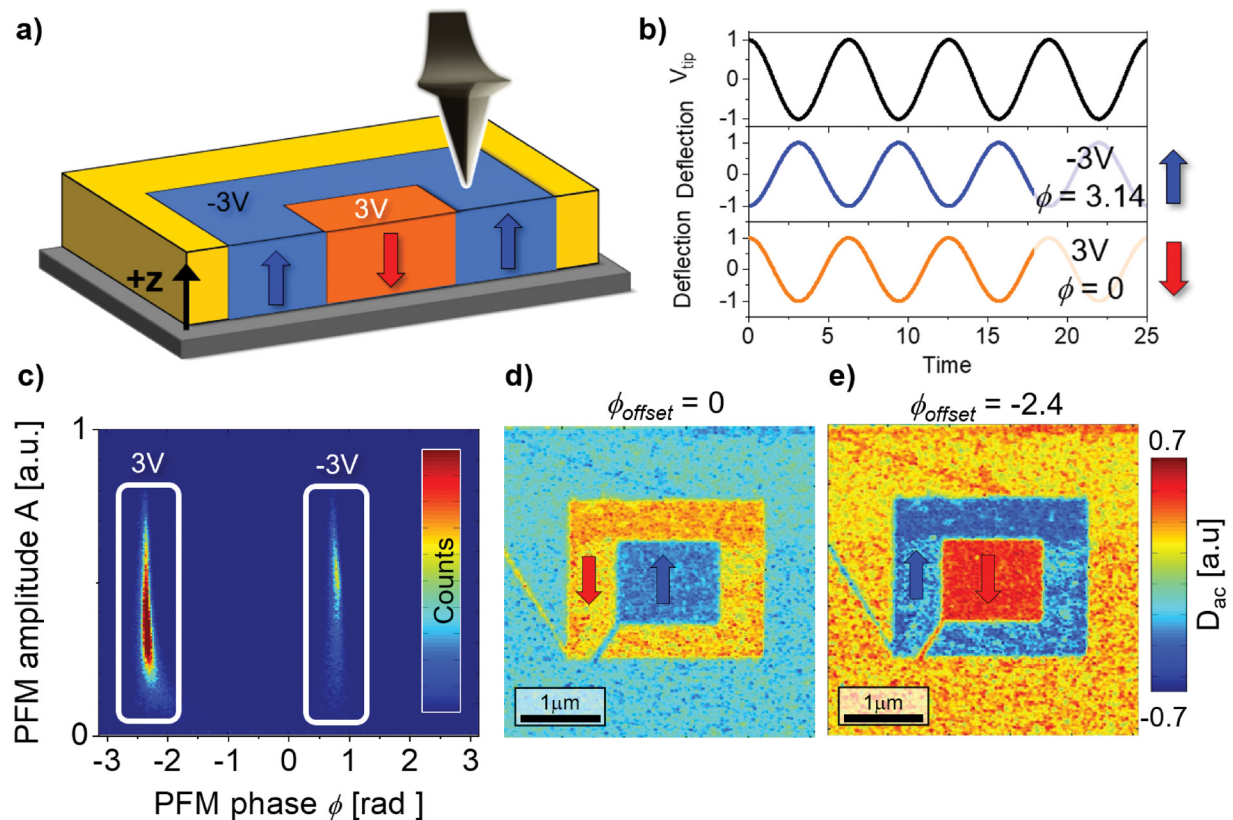 a)
-3V
3V
+z
b)
V_tip
1
0
-1
Deflection
1
0
-1
-3V
ϕ = 3.14
Deflection
1
0
-1
3V
ϕ = 0
0 5 10 15 20 25
Time
c)
PFM amplitude A [a.u.]
1
0
3V
-3V
Counts
-3 -2 -1 0 1 2 3
PFM phase ϕ [rad ]
d)
ϕ_offset = 0
1μm
e)
ϕ_offset = -2.4
1μm
0.7
D_ac [a.u]
-0.7